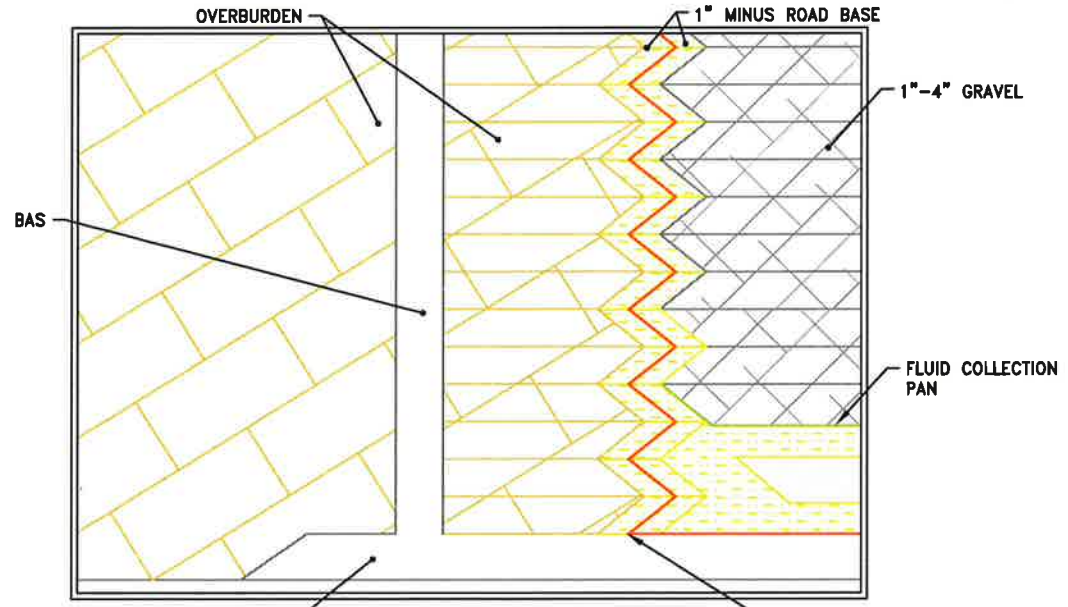 OVERBURDEN
1" MINUS ROAD BASE
1"-4" GRAVEL
BAS
FLUID COLLECTION
PAN